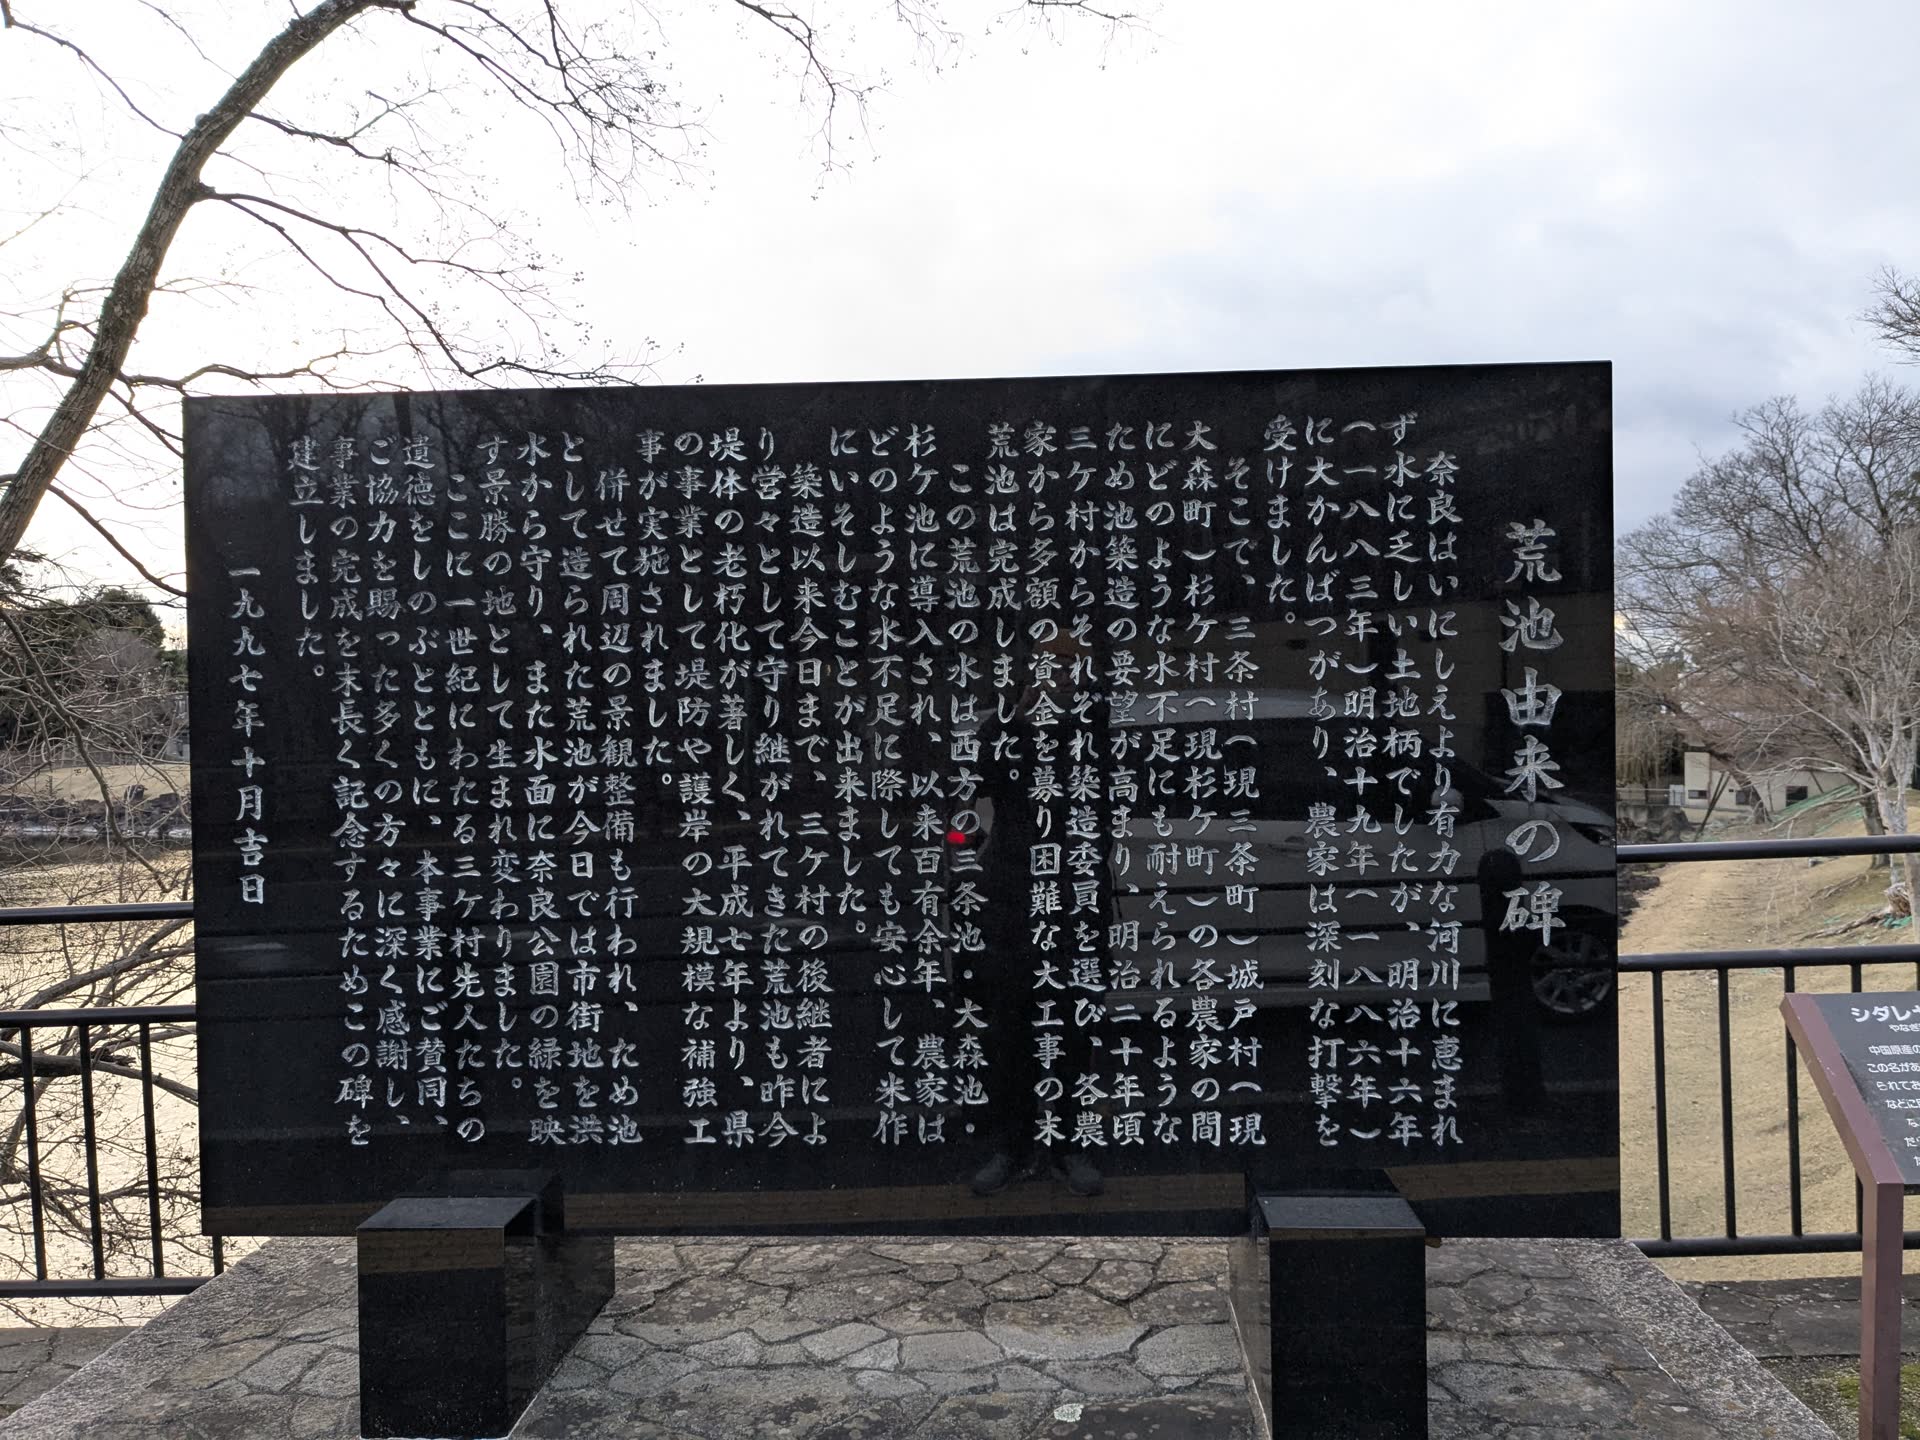 荒池由来の碑
奈良はいにしえより有力な河川に恵まれ
ず水に乏しい土地柄でしたが、明治十六年
(一八八三年)明治十九年(一八八六年)
に大かんばつがあり、農家は深刻な打撃を
受けました。
そこで、三条村(現三条町)城戸村(現
大森町)杉ケ村(現杉ケ町)の各農家の間
にどのような水不足にも耐えられるような
ため池築造の要望が高まり、明治二十年頃
三ケ村からそれぞれ築造委員を選び、各農
家から多額の資金を募り困難な大工事の末
荒池は完成しました。
この荒池の水は西方の三条池・大森池・
杉ケ池に導入され、以来百有余年、農家は
どのような水不足に際しても安心して米作
にいそしむことが出来ました。
築造以来今日まで、三ケ村の後継者によ
り営々として守り継がれてきた荒池も昨今
堤体の老朽化が著しく、平成七年より、県
の事業として堤防や護岸の大規模な補強工
事が実施されました。
併せて周辺の景観整備も行われ、ため池
として造られた荒池が今日では市街地を洪
水から守り、また水面に奈良公園の緑を映
す景勝の地として生まれ変わりました。
ここに一世紀にわたる三ケ村先人たちの
遺徳をしのぶとともに、本事業にご賛同、
ご協力を賜った多くの方々に深く感謝し、
事業の完成を末長く記念するためこの碑を
建立しました。
一九九七年十月吉日
シダレヤ
やなぎ
中国原産の
この名があ
られてお
などに